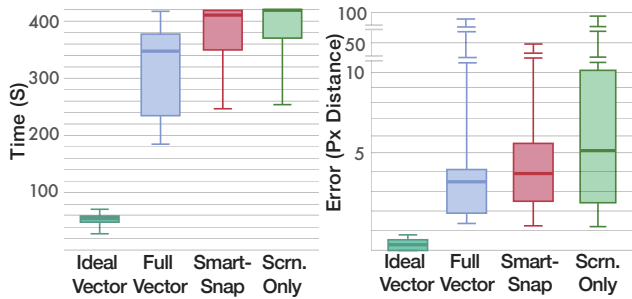 Time (S)
400
300
200
100
Ideal Vector
Full Vector
Smart-Snap
Scrn. Only
Error (Px Distance)
100
50
10
5
Ideal Vector
Full Vector
Smart-Snap
Scrn. Only